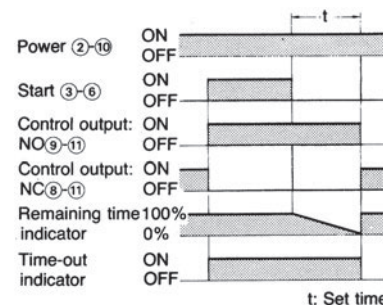 t
Power ②-⑩ ON
OFF
Start ③-⑥ ON
OFF
Control output: ON
NO⑨-⑪ OFF
Control output: ON
NC⑧-⑪ OFF
Remaining time 100%
indicator 0%
Time-out ON
indicator OFF
t: Set time